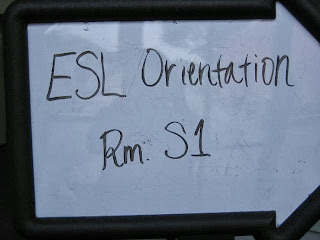 ESL Orientation
Rm. S1